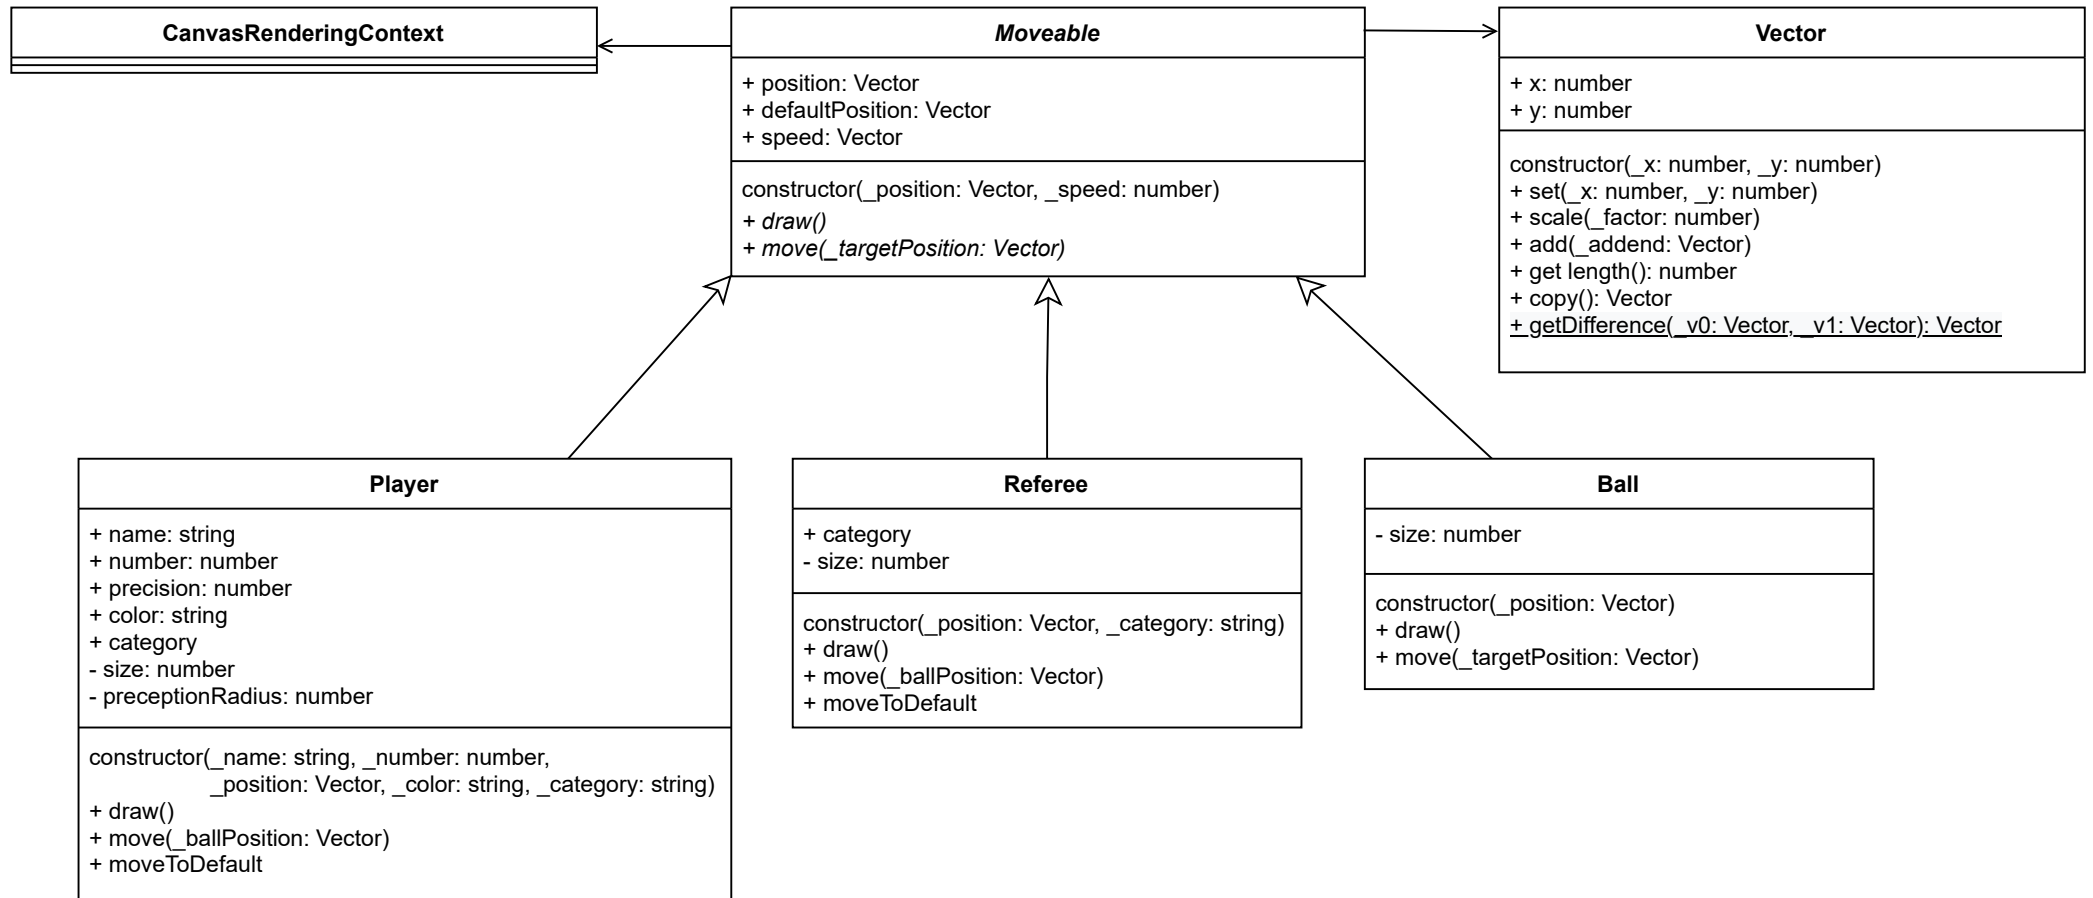 CanvasRenderingContext
Moveable
+ position: Vector
+ defaultPosition: Vector
+ speed: Vector
constructor(_position: Vector, _speed: number)
+ draw()
+ move(_targetPosition: Vector)
Vector
+ x: number
+ y: number
constructor(_x: number, _y: number)
+ set(_x: number, _y: number)
+ scale(_factor: number)
+ add(_addend: Vector)
+ get length(): number
+ copy(): Vector
+ getDifference(_v0: Vector, _v1: Vector): Vector
Player
+ name: string
+ number: number
+ precision: number
+ color: string
+ category
- size: number
- preceptionRadius: number
constructor(_name: string, _number: number,
_position: Vector, _color: string, _category: string)
+ draw()
+ move(_ballPosition: Vector)
+ moveToDefault
Referee
+ category
- size: number
constructor(_position: Vector, _category: string)
+ draw()
+ move(_ballPosition: Vector)
+ moveToDefault
Ball
- size: number
constructor(_position: Vector)
+ draw()
+ move(_targetPosition: Vector)